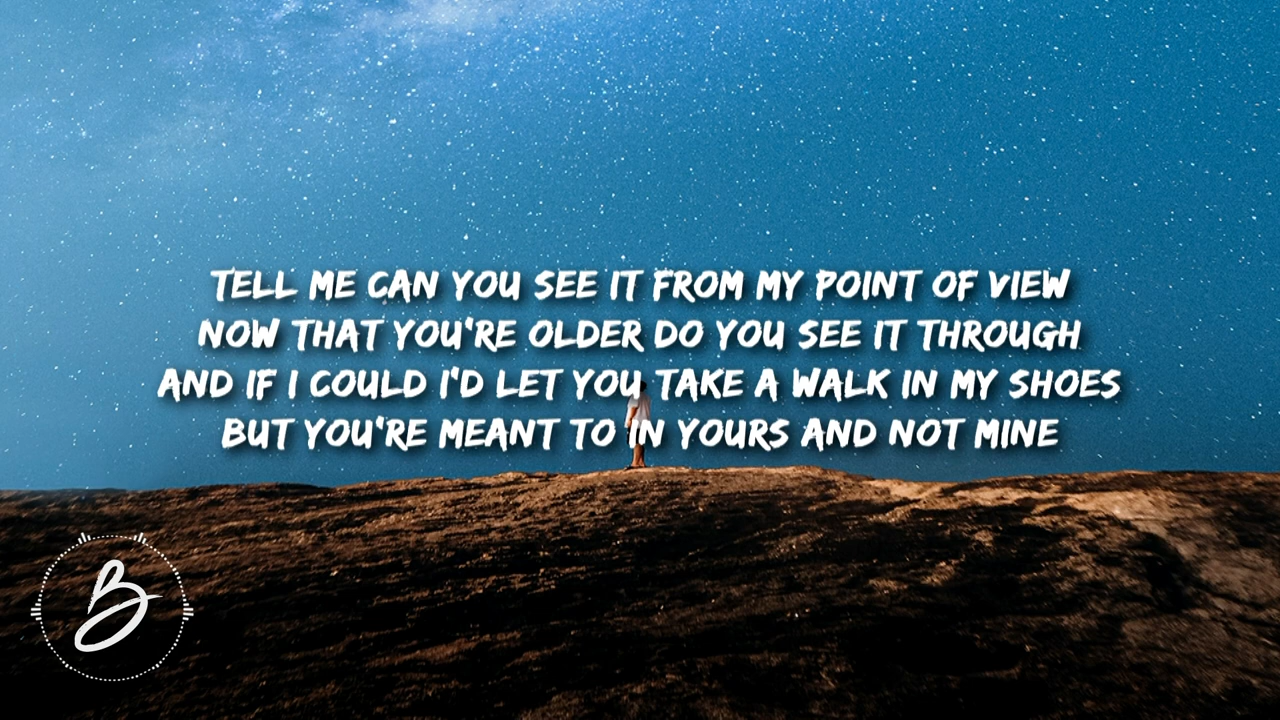 TELL ME CAN YOU SEE IT FROM MY POINT OF VIEW
NOW THAT YOU'RE OLDER DO YOU SEE IT THROUGH
AND IF I COULD I'D LET YOU TAKE A WALK IN MY SHOES
BUT YOU'RE MEANT TO IN YOURS AND NOT MINE
B